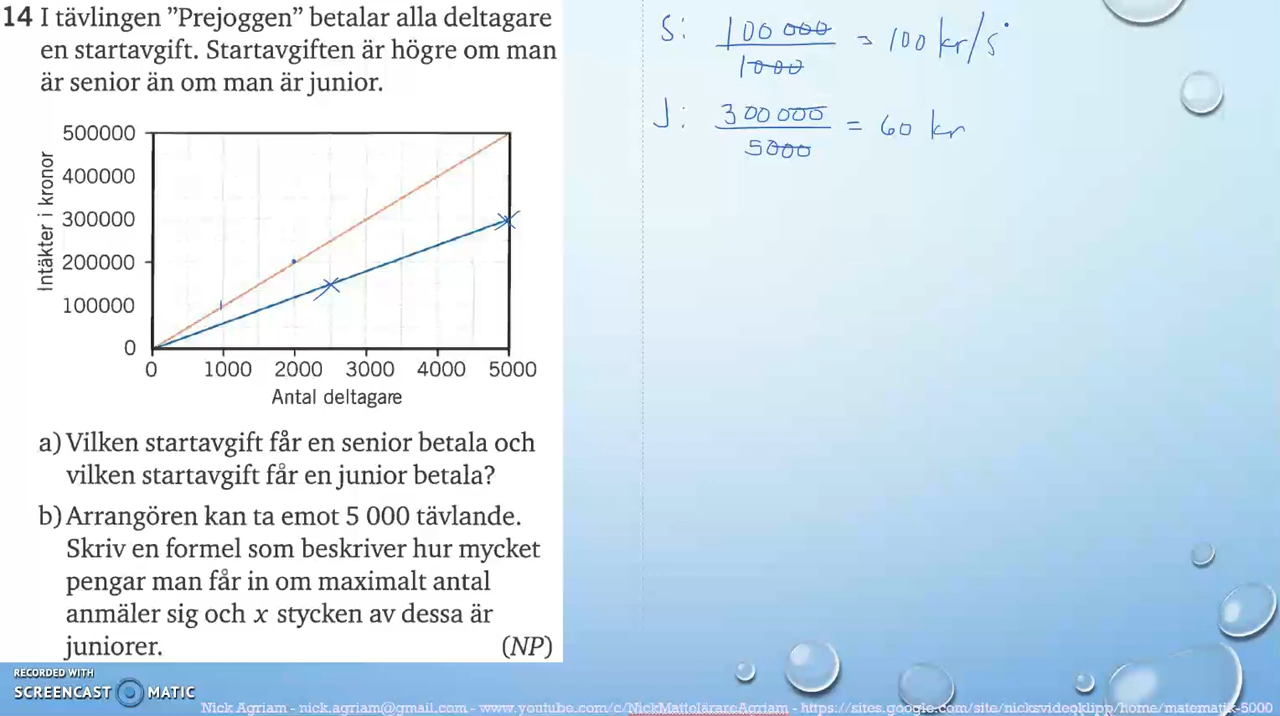 14 I tävlingen ”Prejoggen” betalar alla deltagare
en startavgift. Startavgiften är högre om man
är senior än om man är junior.
Intäkter i kronor
500000
400000
300000
200000
100000
0
0 1000 2000 3000 4000 5000
Antal deltagare
a) Vilken startavgift får en senior betala och
vilken startavgift får en junior betala?
b) Arrangören kan ta emot 5 000 tävlande.
Skriv en formel som beskriver hur mycket
pengar man får in om maximalt antal
anmäler sig och x stycken av dessa är
juniorer. (NP)
S: 100 000 / 1000 = 100 kr/s
J: 300 000 / 5000 = 60 kr
RECORDED WITH
SCREENCAST MATIC
Nick Agriam - nick.agriam@gmail.com - www.youtube.com/c/NickMattelärareAgriam - https://sites.google.com/site/nicksvideoklipp/home/matematik-5000